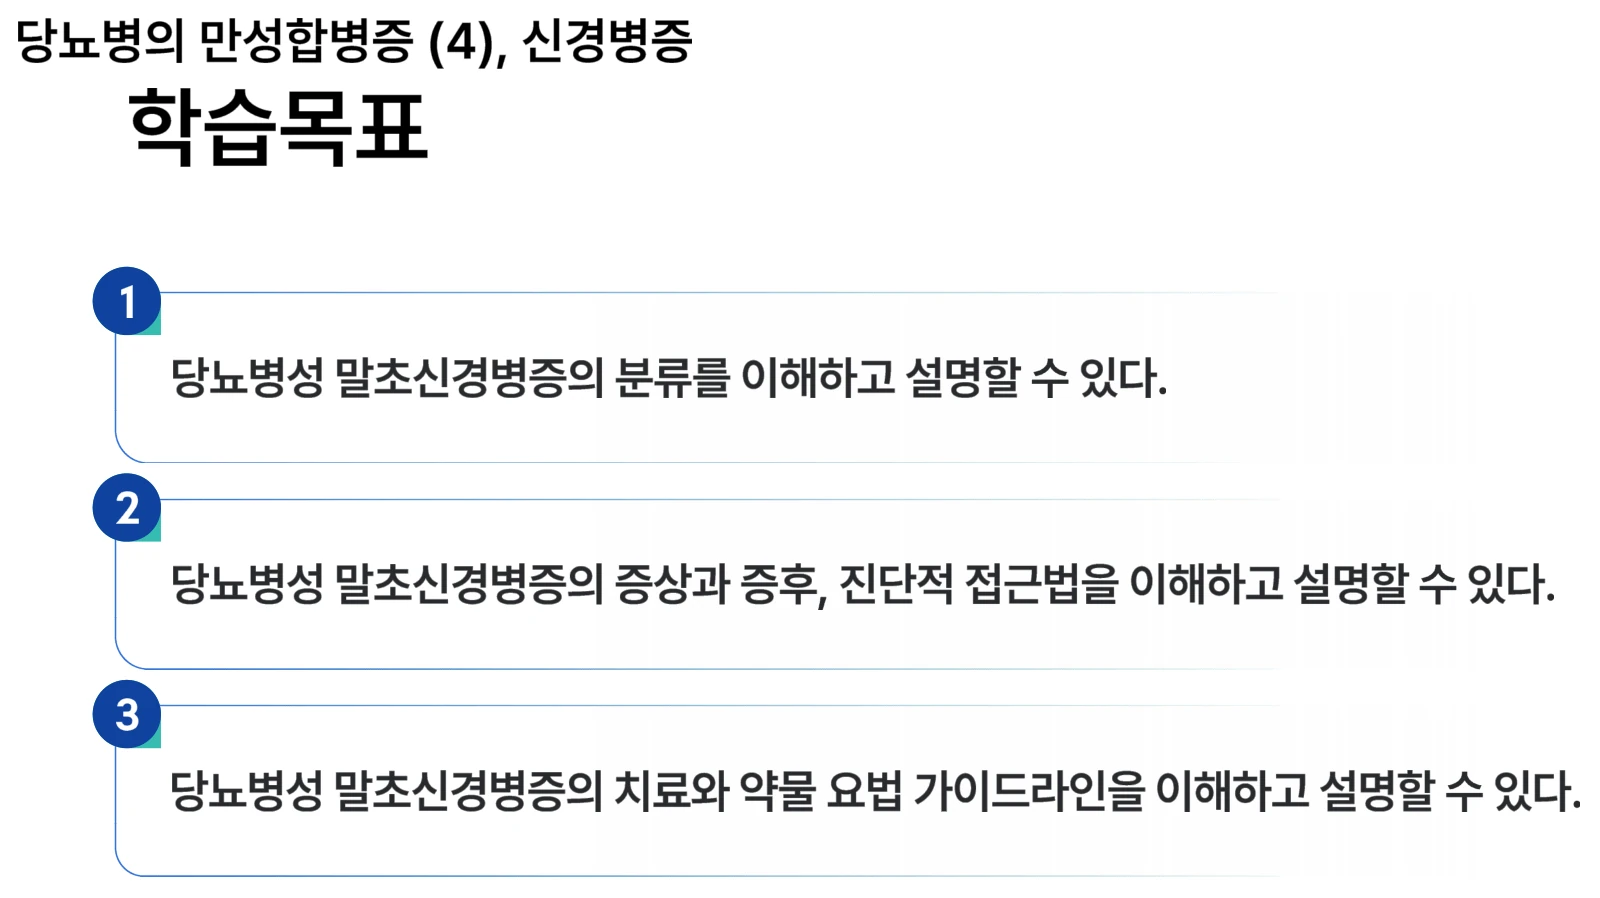 당뇨병의 만성합병증 (4), 신경병증
학습목표
1
당뇨병성 말초신경병증의 분류를 이해하고 설명할 수 있다.
2
당뇨병성 말초신경병증의 증상과 증후, 진단적 접근법을 이해하고 설명할 수 있다.
3
당뇨병성 말초신경병증의 치료와 약물 요법 가이드라인을 이해하고 설명할 수 있다.